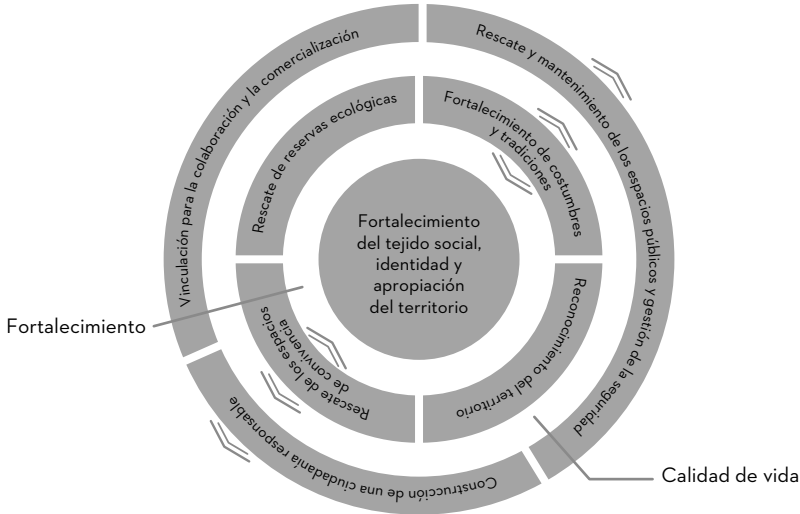 Vinculación para la colaboración y la comercialización
Rescate y mantenimiento de los espacios públicos y gestión de la seguridad
Construcción de una ciudadanía responsable
Rescate de reservas ecológicas
Fortalecimiento de costumbres
y tradiciones
Reconocimiento del territorio
Rescate de los espacios
de convivencia
Fortalecimiento
del tejido social,
identidad y
apropiación
del territorio
Fortalecimiento
Calidad de vida